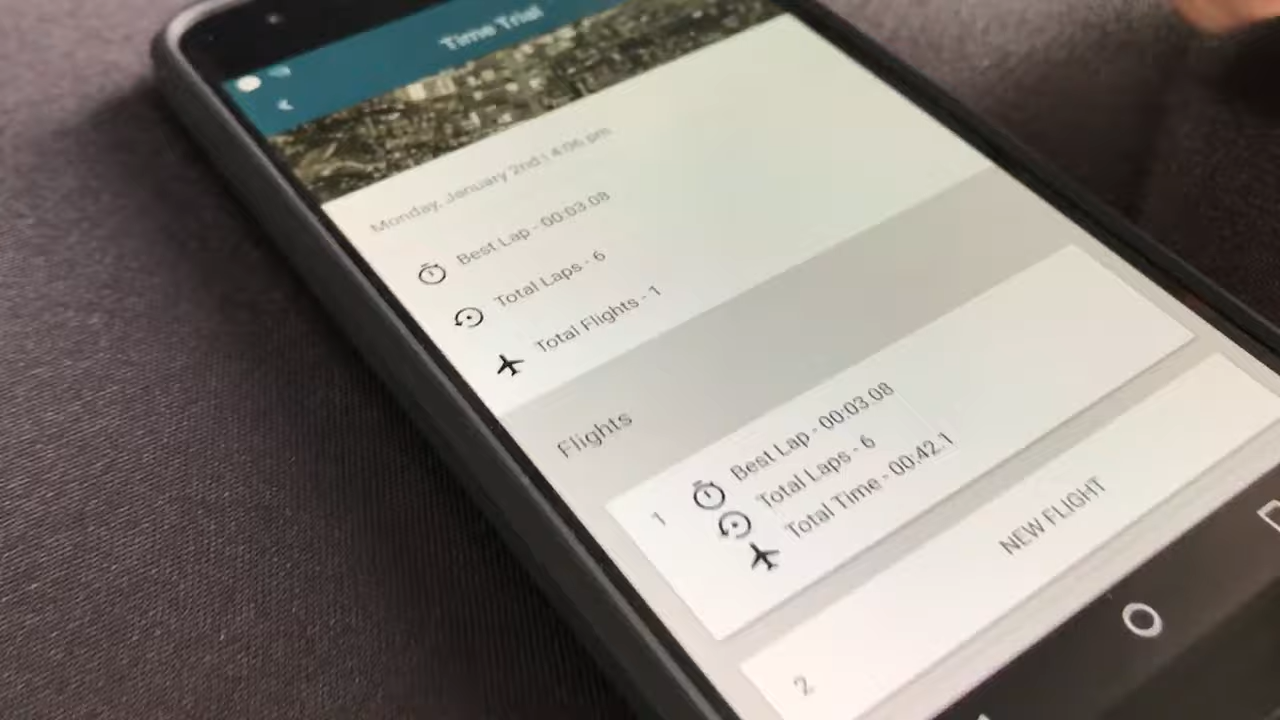 Time Trial
Monday, January 2nd | 4:06 pm
Best Lap - 00:03.08
Total Laps - 6
Total Flights - 1
Flights
1
Best Lap - 00:03.08
Total Laps - 6
Total Time - 00:42.1
NEW FLIGHT
2